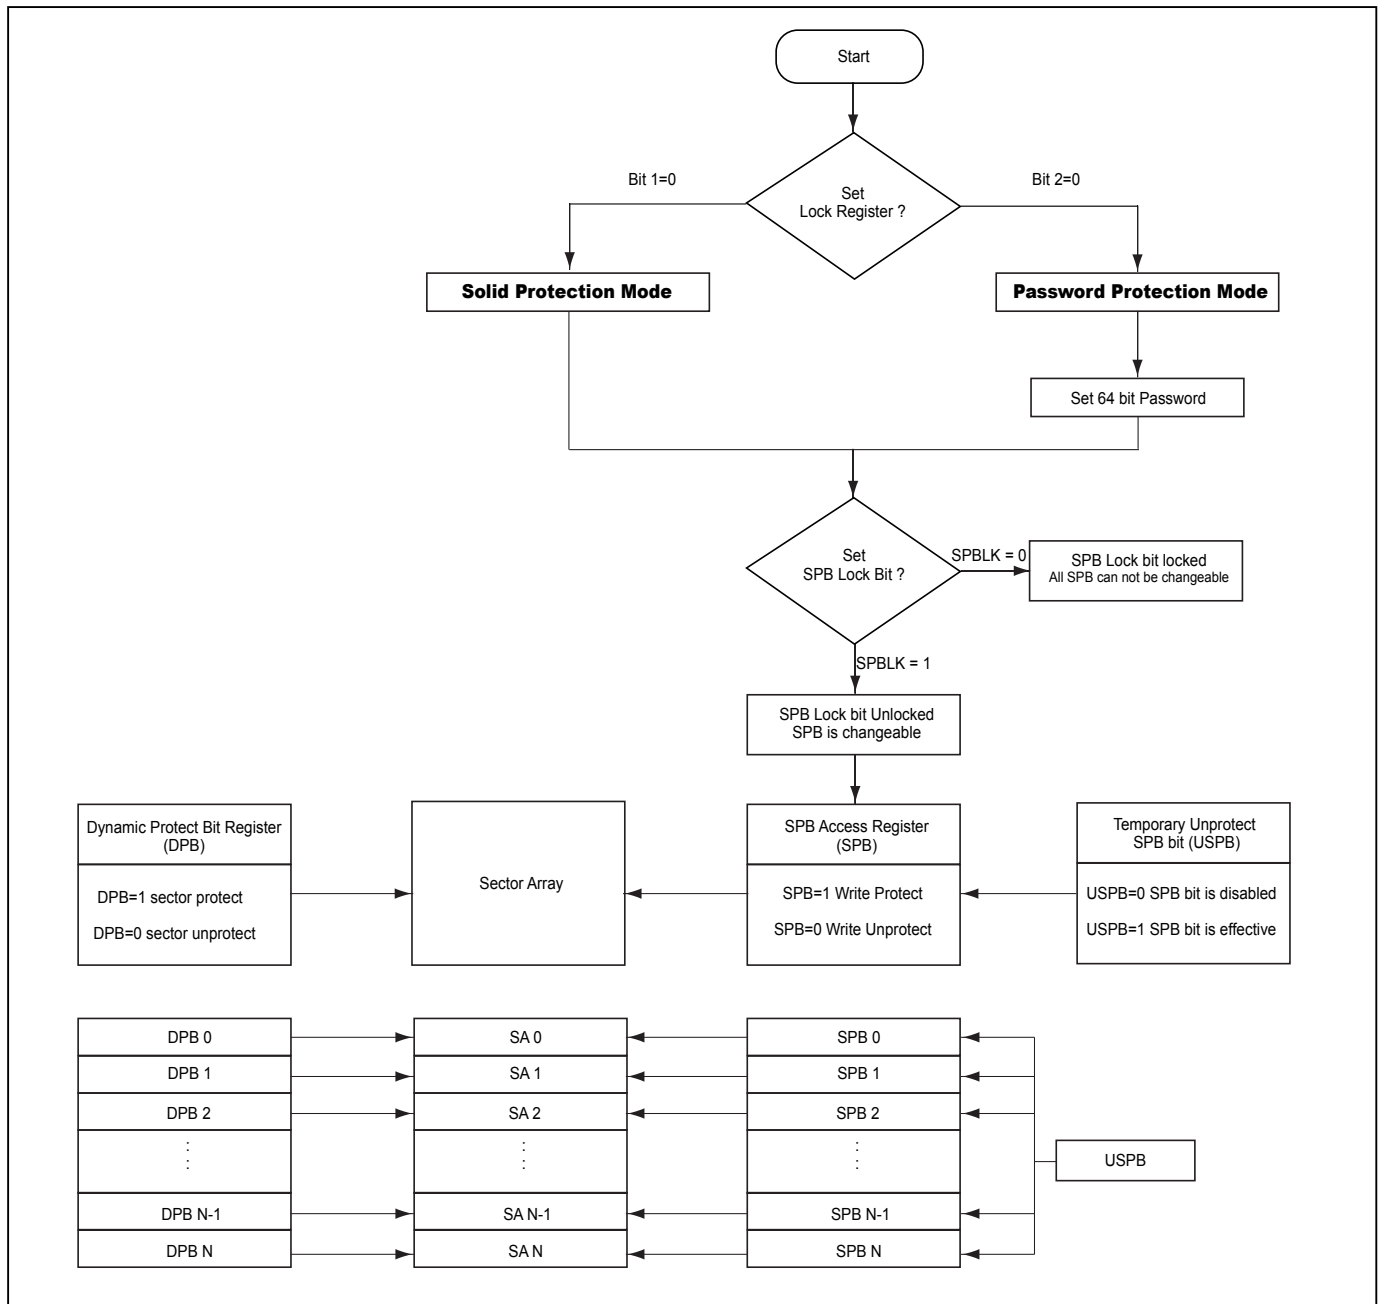 Start
Bit 1=0
Set
Lock Register ?
Bit 2=0
Solid Protection Mode
Password Protection Mode
Set 64 bit Password
Set
SPB Lock Bit ?
SPBLK = 0
SPB Lock bit locked
All SPB can not be changeable
SPBLK = 1
SPB Lock bit Unlocked
SPB is changeable
Dynamic Protect Bit Register
(DPB)
DPB=1 sector protect
DPB=0 sector unprotect
Sector Array
SPB Access Register
(SPB)
SPB=1 Write Protect
SPB=0 Write Unprotect
Temporary Unprotect
SPB bit (USPB)
USPB=0 SPB bit is disabled
USPB=1 SPB bit is effective
DPB 0
SA 0
SPB 0
DPB 1
SA 1
SPB 1
DPB 2
SA 2
SPB 2
USPB
DPB N-1
SA N-1
SPB N-1
DPB N
SA N
SPB N